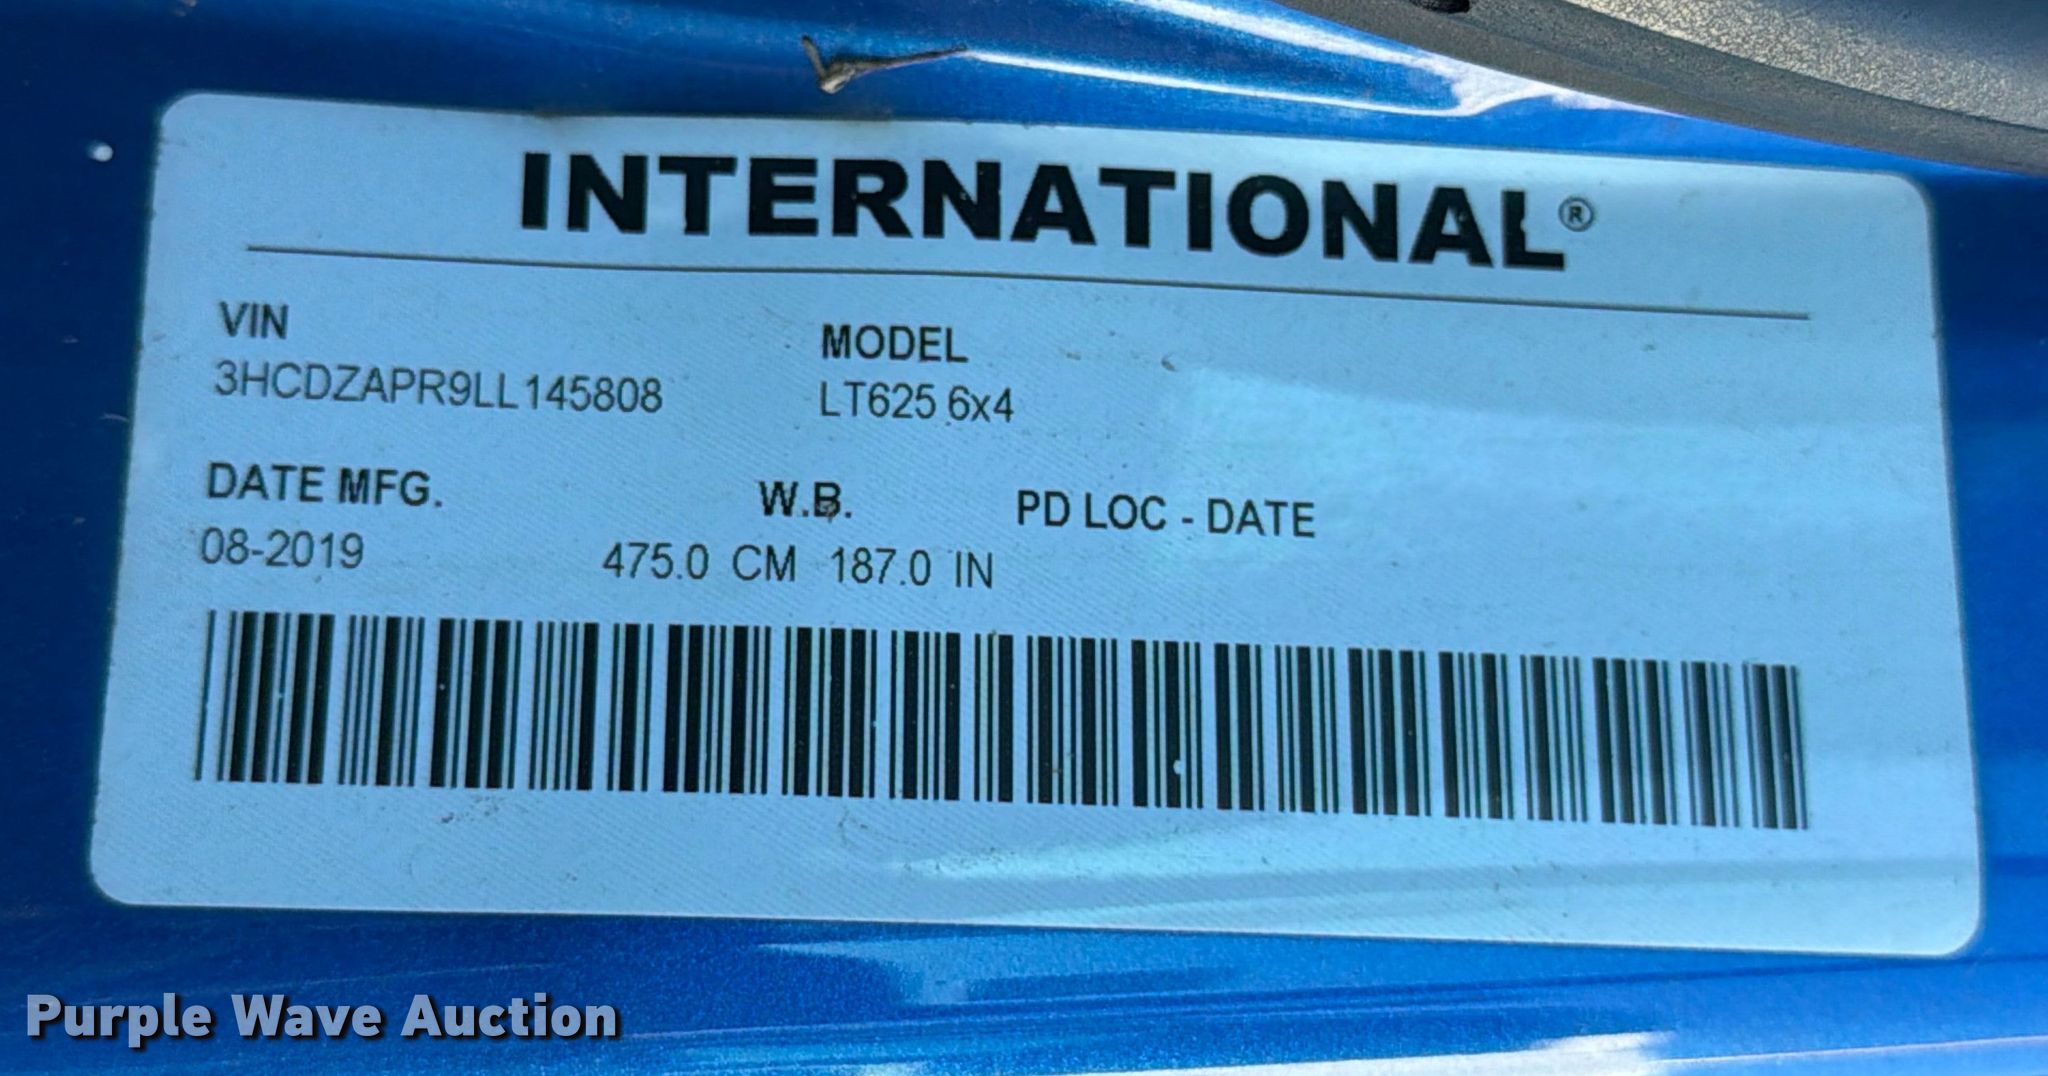 INTERNATIONAL®
VIN
3HCDZAPR9LL145808
MODEL
LT625 6x4
DATE MFG.
08-2019
W.B.
475.0 CM 187.0 IN
PD LOC - DATE
Purple Wave Auction